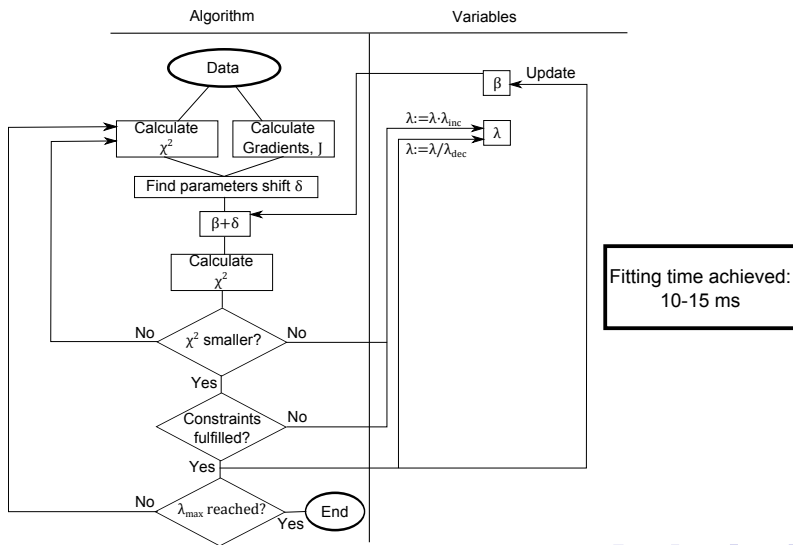 Algorithm
Variables
Data
β
Update
Calculate
χ²
Calculate
Gradients, J
λ:=λ·λinc
λ
λ:=λ/λdec
Find parameters shift δ
β+δ
Calculate
χ²
Fitting time achieved:
10-15 ms
No
χ² smaller?
No
Yes
Constraints
fulfilled?
No
Yes
No
λmax reached?
Yes
End